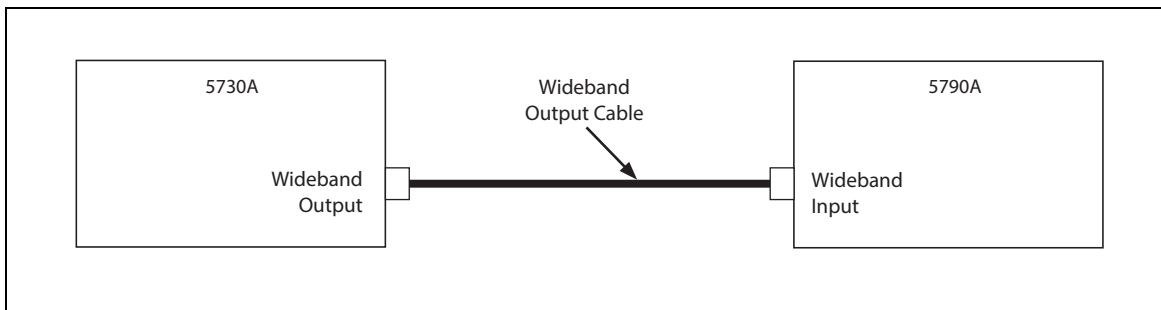 5730A
Wideband
Output Cable
5790A
Wideband
Output
Wideband
Input